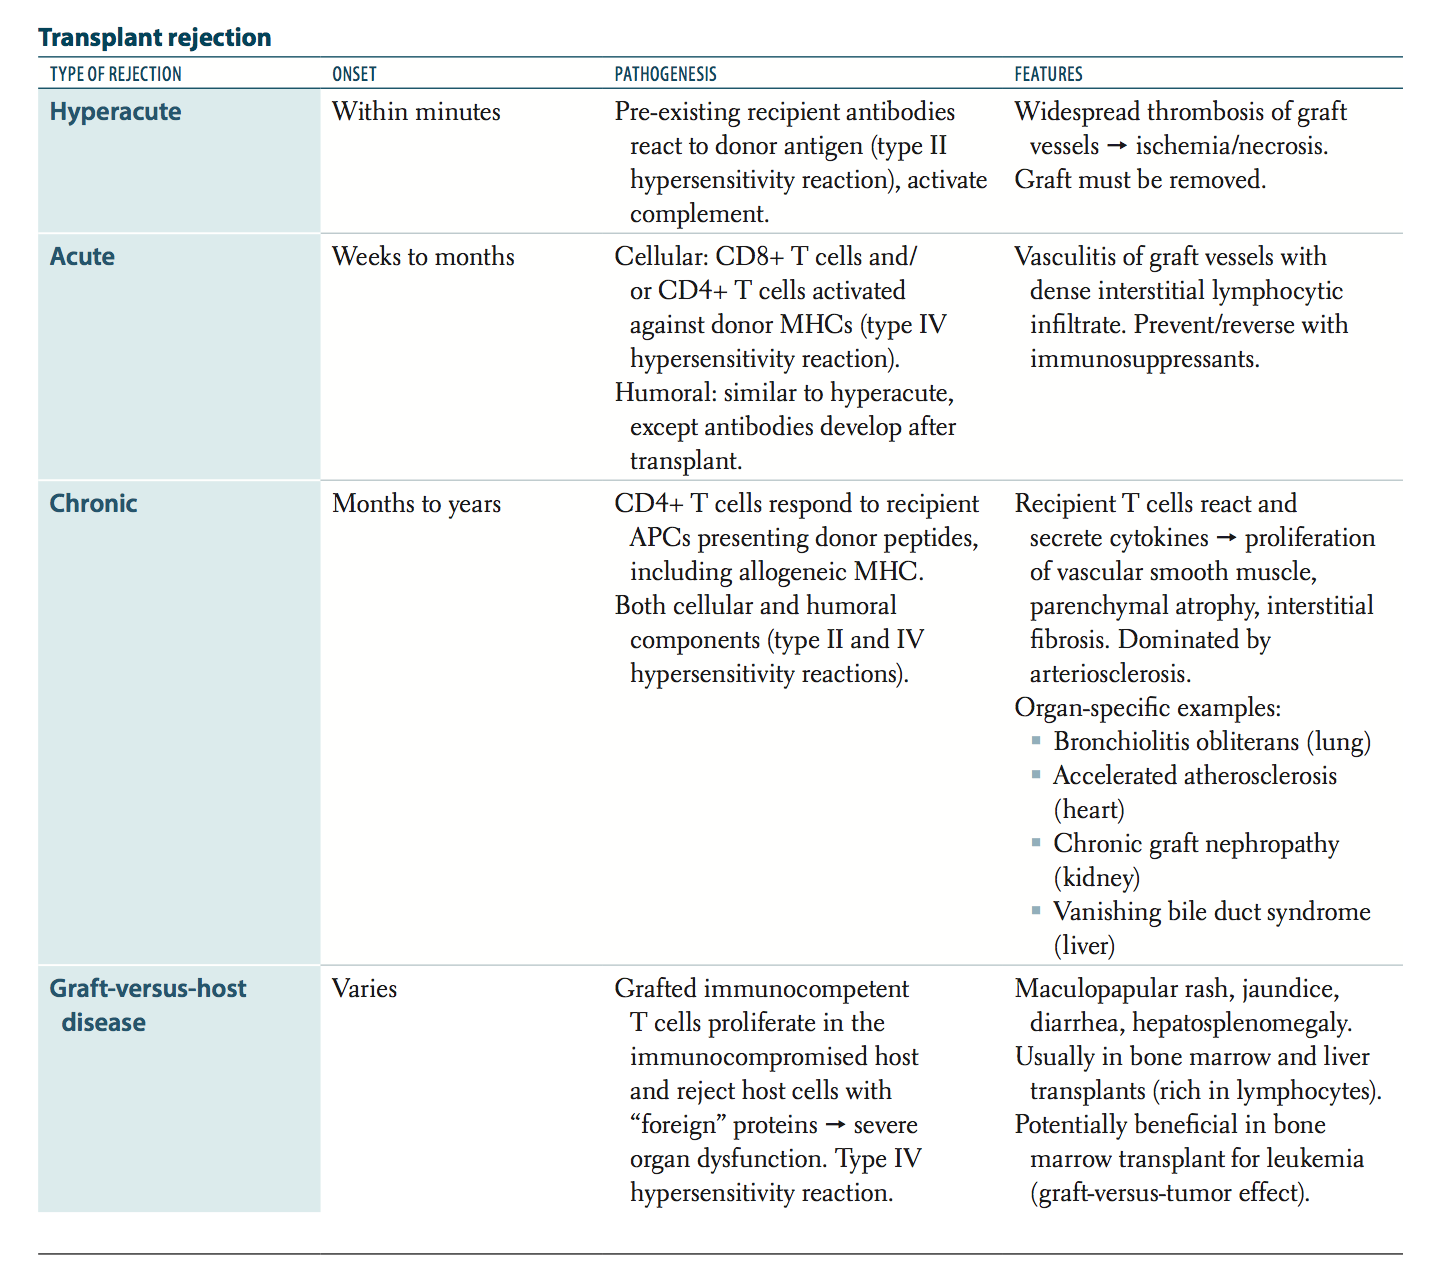 Transplant rejection
TYPE OF REJECTION	ONSET	PATHOGENESIS	FEATURES
Hyperacute
Within minutes
Pre-existing recipient antibodies
react to donor antigen (type II
hypersensitivity reaction), activate
complement.
Widespread thrombosis of graft
vessels → ischemia/necrosis.
Graft must be removed.
Acute
Weeks to months
Cellular: CD8+ T cells and/
or CD4+ T cells activated
against donor MHCs (type IV
hypersensitivity reaction).
Humoral: similar to hyperacute,
except antibodies develop after
transplant.
Vasculitis of graft vessels with
dense interstitial lymphocytic
infiltrate. Prevent/reverse with
immunosuppressants.
Chronic
Months to years
CD4+ T cells respond to recipient
APCs presenting donor peptides,
including allogeneic MHC.
Both cellular and humoral
components (type II and IV
hypersensitivity reactions).
Recipient T cells react and
secrete cytokines → proliferation
of vascular smooth muscle,
parenchymal atrophy, interstitial
fibrosis. Dominated by
arteriosclerosis.
Organ-specific examples:
▪ Bronchiolitis obliterans (lung)
▪ Accelerated atherosclerosis
(heart)
▪ Chronic graft nephropathy
(kidney)
▪ Vanishing bile duct syndrome
(liver)
Graft-versus-host
disease
Varies
Grafted immunocompetent
T cells proliferate in the
immunocompromised host
and reject host cells with
“foreign” proteins → severe
organ dysfunction. Type IV
hypersensitivity reaction.
Maculopapular rash, jaundice,
diarrhea, hepatosplenomegaly.
Usually in bone marrow and liver
transplants (rich in lymphocytes).
Potentially beneficial in bone
marrow transplant for leukemia
(graft-versus-tumor effect).